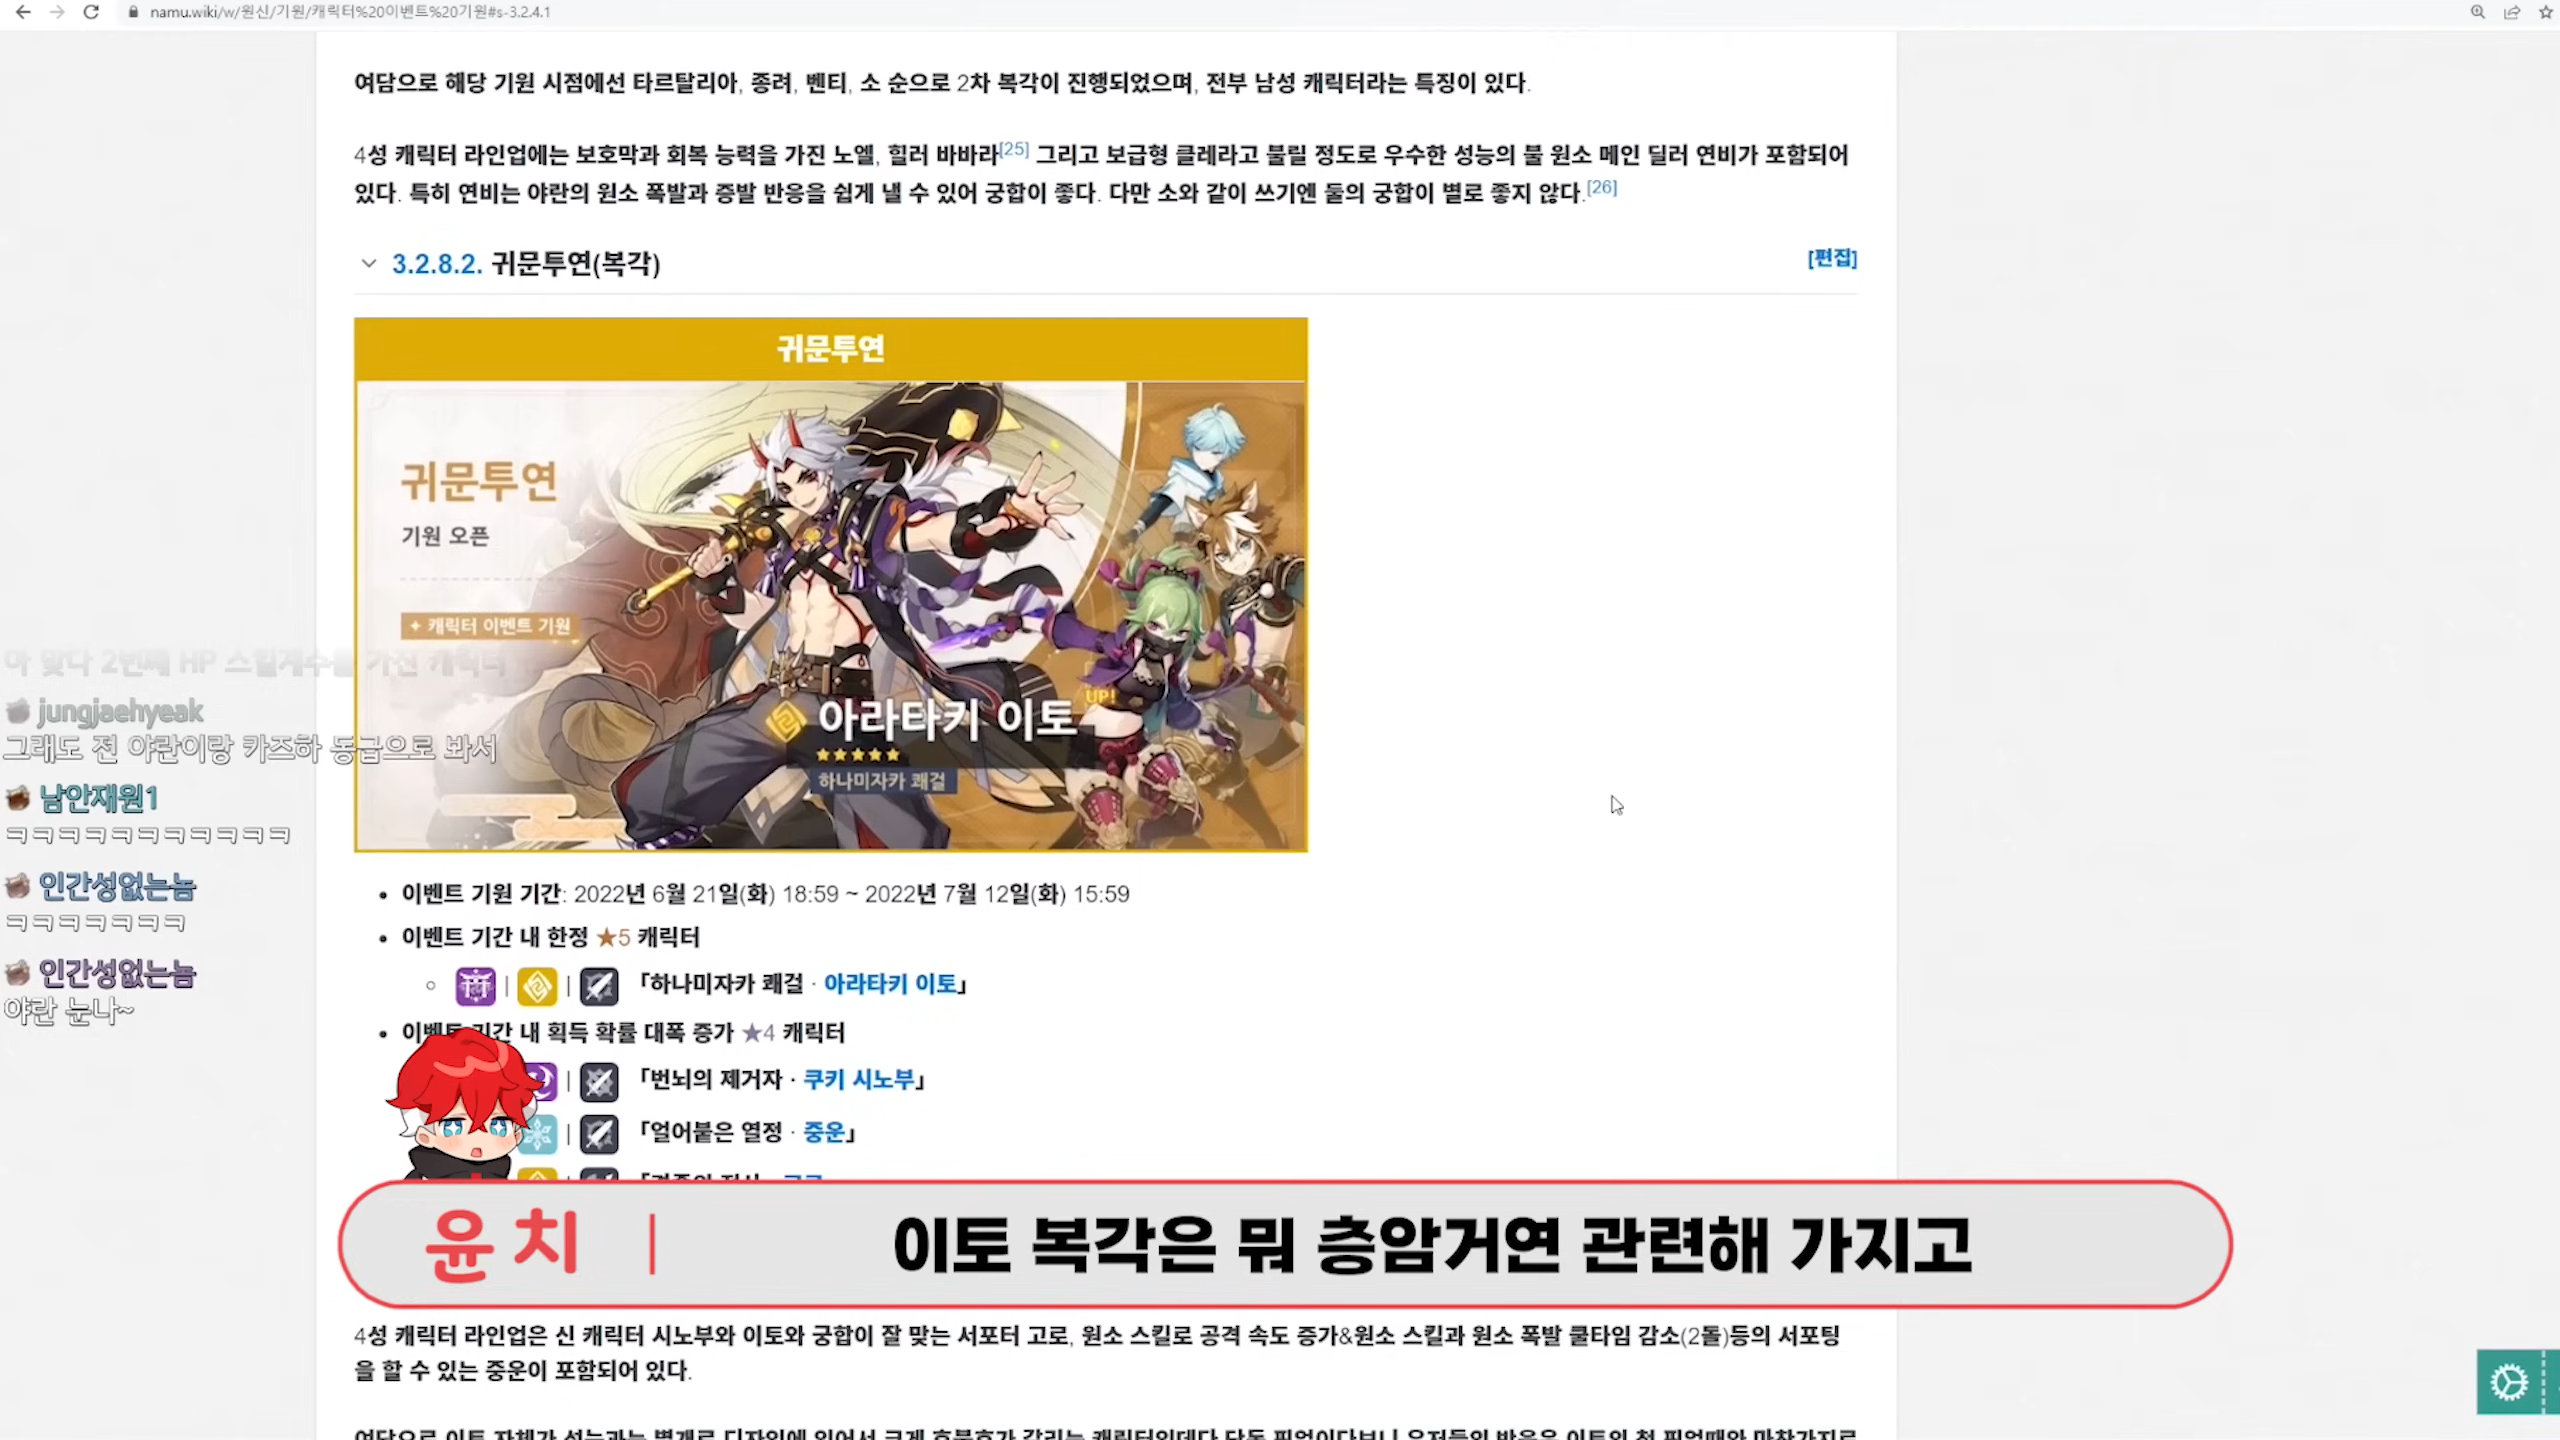 namu.wiki/w/원신/기원/캐릭터%20이벤트%20기원#s-3.2.4.1
여담으로 해당 기원 시점에선 타르탈리아, 종려, 벤티, 소 순으로 2차 복각이 진행되었으며, 전부 남성 캐릭터라는 특징이 있다.
4성 캐릭터 라인업에는 보호막과 회복 능력을 가진 노엘, 힐러 바바라[25] 그리고 보급형 클레라고 불릴 정도로 우수한 성능의 불 원소 메인 딜러 연비가 포함되어
있다. 특히 연비는 야란의 원소 폭발과 증발 반응을 쉽게 낼 수 있어 궁합이 좋다. 다만 소와 같이 쓰기엔 둘의 궁합이 별로 좋지 않다.[26]
3.2.8.2. 귀문투연(복각)
[편집]
귀문투연
귀문투연
기원 오픈
캐릭터 이벤트 기원
UP!
아라타키 이토
하나미자카 쾌걸
아 맞다 2번째 HP 스킬계수를 가진 캐릭터
jungjaehyeak
그래도 전 야란이랑 카즈하 동급으로 봐서
남안재원1
ㅋㅋㅋㅋㅋㅋㅋㅋㅋㅋㅋ
인간성없는놈
ㅋㅋㅋㅋㅋㅋㅋ
인간성없는놈
야란 눈나~
• 이벤트 기원 기간: 2022년 6월 21일(화) 18:59 ~ 2022년 7월 12일(화) 15:59
• 이벤트 기간 내 한정 ★5 캐릭터
「하나미자카 쾌걸 · 아라타키 이토」
• 이벤트 기간 내 획득 확률 대폭 증가 ★4 캐릭터
「번뇌의 제거자 · 쿠키 시노부」
「얼어붙은 열정 · 중운」
윤치 | 이토 복각은 뭐 층암거연 관련해 가지고
4성 캐릭터 라인업은 신 캐릭터 시노부와 이토와 궁합이 잘 맞는 서포터 고로, 원소 스킬로 공격 속도 증가&원소 스킬과 원소 폭발 쿨타임 감소(2돌)등의 서포팅
을 할 수 있는 중운이 포함되어 있다.